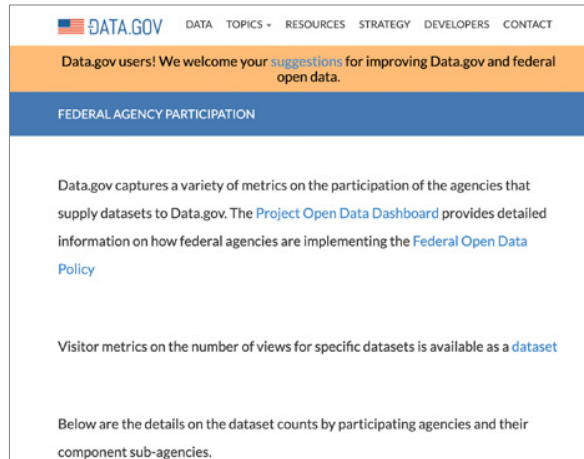 DATA.GOV DATA TOPICS RESOURCES STRATEGY DEVELOPERS CONTACT
Data.gov users! We welcome your suggestions for improving Data.gov and federal
open data.
FEDERAL AGENCY PARTICIPATION
Data.gov captures a variety of metrics on the participation of the agencies that
supply datasets to Data.gov. The Project Open Data Dashboard provides detailed
information on how federal agencies are implementing the Federal Open Data
Policy
Visitor metrics on the number of views for specific datasets is available as a dataset
Below are the details on the dataset counts by participating agencies and their
component sub-agencies.